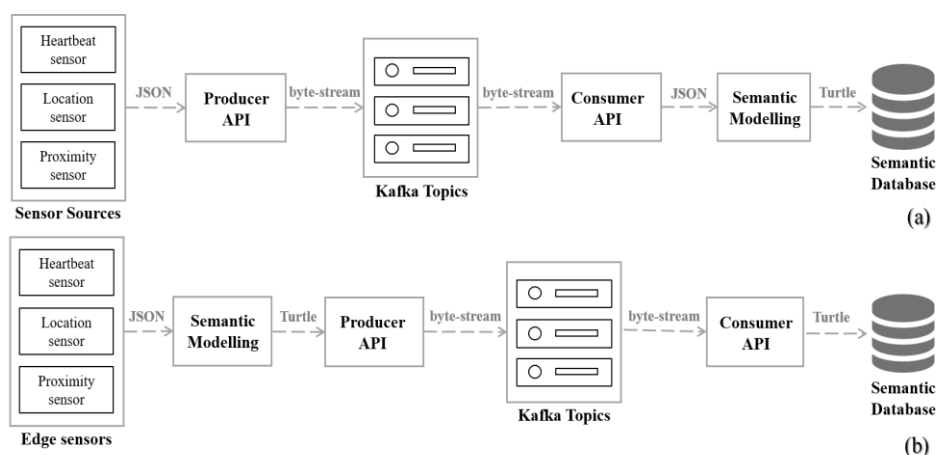 Heartbeat
sensor
Location
sensor
Proximity
sensor
Sensor Sources
JSON
Producer
API
byte-stream
Kafka Topics
byte-stream
Consumer
API
JSON
Semantic
Modelling
Turtle
Semantic
Database
(a)
Heartbeat
sensor
Location
sensor
Proximity
sensor
Edge sensors
JSON
Semantic
Modelling
Turtle
Producer
API
byte-stream
Kafka Topics
byte-stream
Consumer
API
Turtle
Semantic
Database
(b)